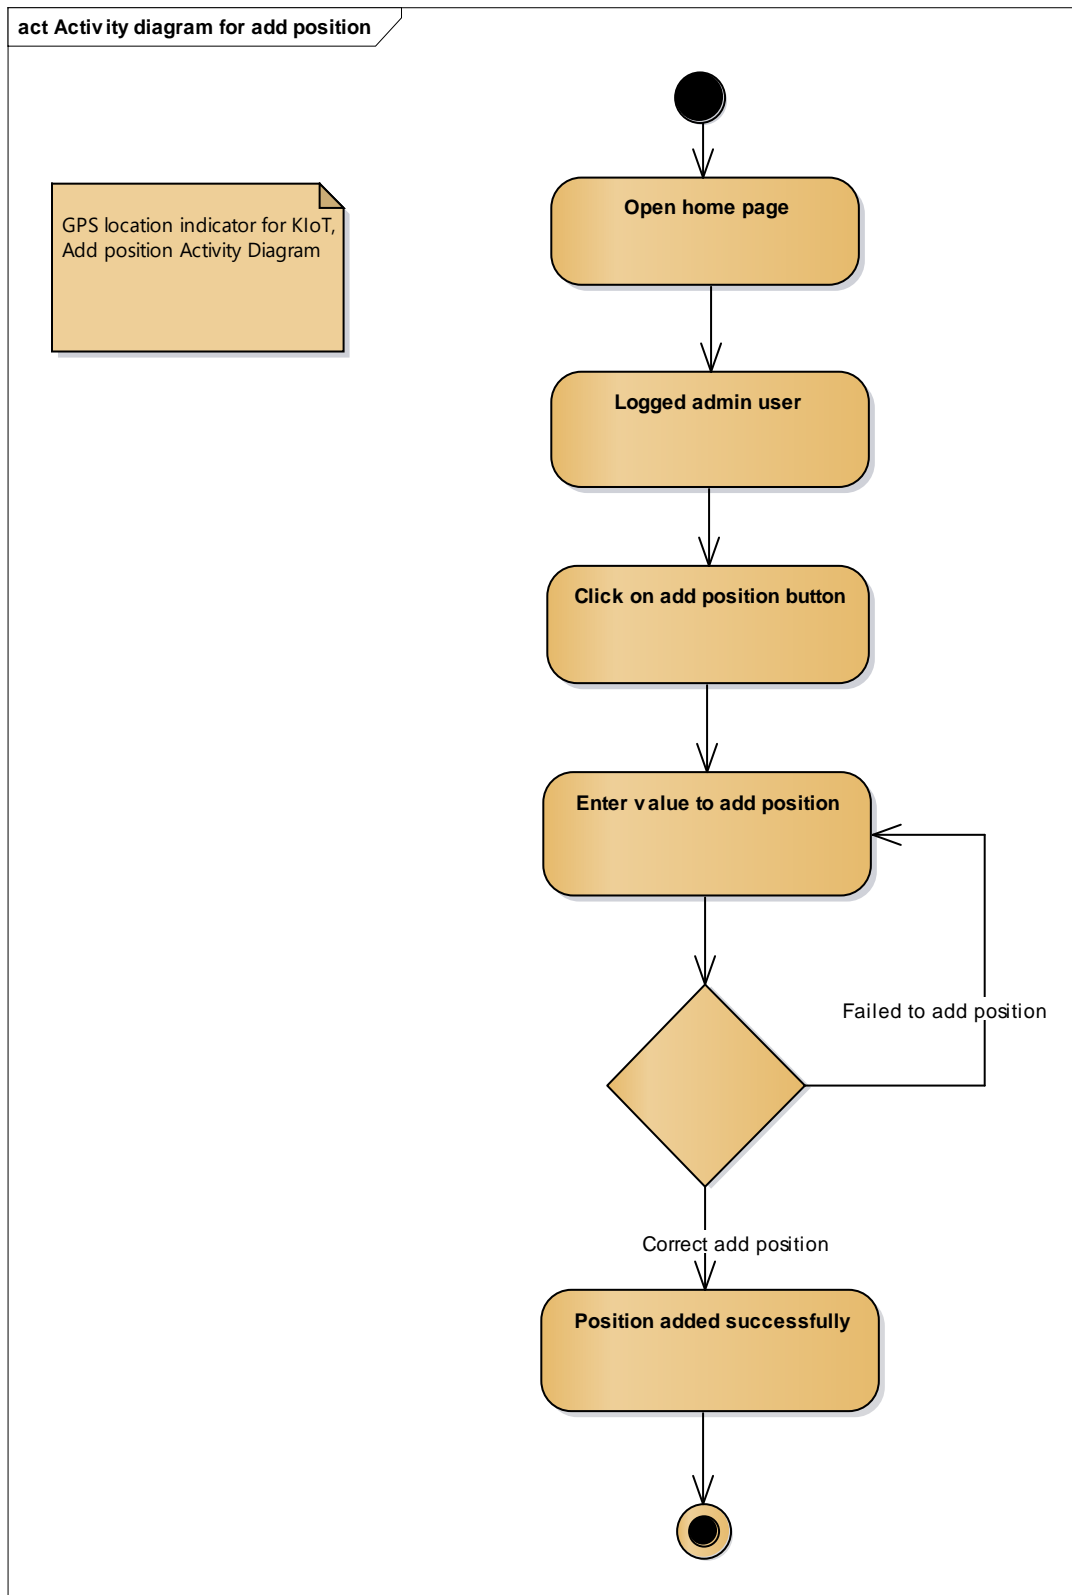 act Activity diagram for add position
GPS location indicator for KIoT,
Add position Activity Diagram
Open home page
Logged admin user
Click on add position button
Enter value to add position
Failed to add position
Correct add position
Position added successfully